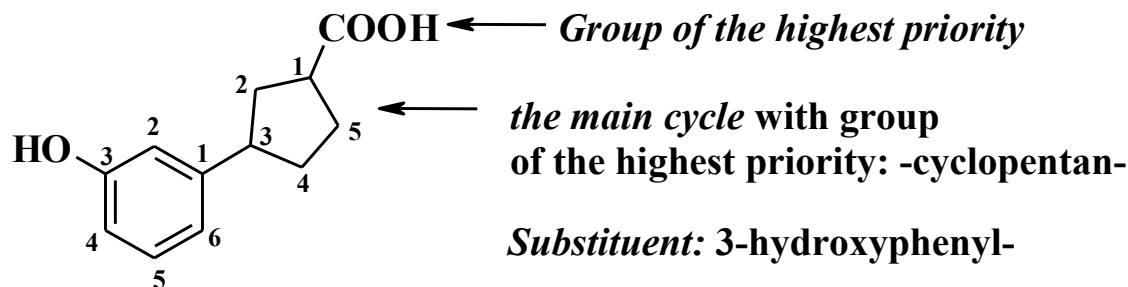 COOH Group of the highest priority
1
2
the main cycle with group
of the highest priority: -cyclopentan-
5
HO 3 2 1 3
4
4 6 Substituent: 3-hydroxyphenyl-
5